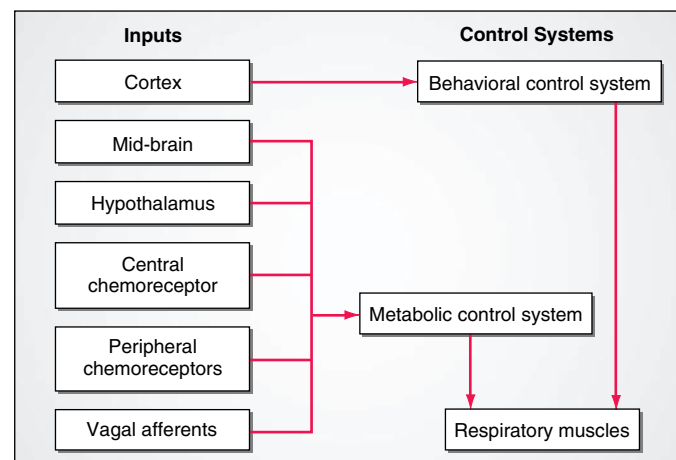 Inputs
Control Systems
Cortex
Behavioral control system
Mid-brain
Hypothalamus
Central
chemoreceptor
Metabolic control system
Peripheral
chemoreceptors
Vagal afferents
Respiratory muscles